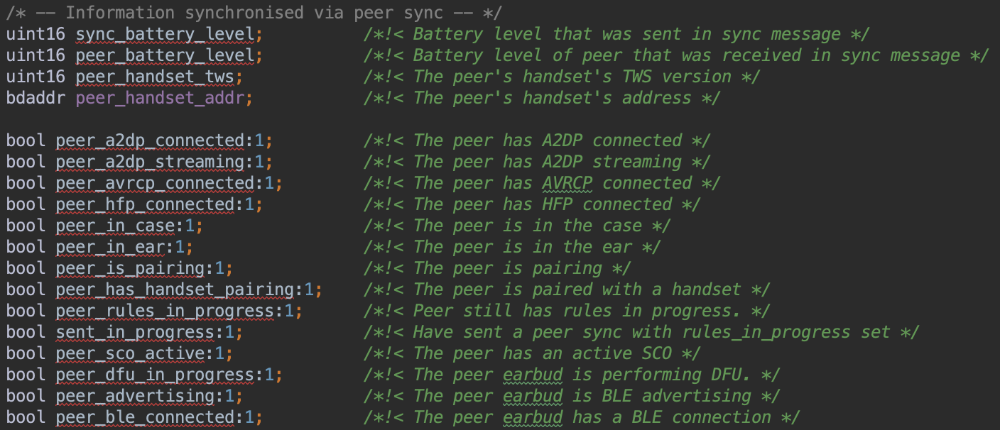 /* -- Information synchronised via peer sync -- */
uint16 sync_battery_level; /*!< Battery level that was sent in sync message */
uint16 peer_battery_level; /*!< Battery level of peer that was received in sync message */
uint16 peer_handset_tws; /*!< The peer's handset's TWS version */
bdaddr peer_handset_addr; /*!< The peer's handset's address */

bool peer_a2dp_connected:1; /*!< The peer has A2DP connected */
bool peer_a2dp_streaming:1; /*!< The peer has A2DP streaming */
bool peer_avrcp_connected:1; /*!< The peer has AVRCP connected */
bool peer_hfp_connected:1; /*!< The peer has HFP connected */
bool peer_in_case:1; /*!< The peer is in the case */
bool peer_in_ear:1; /*!< The peer is in the ear */
bool peer_is_pairing:1; /*!< The peer is pairing */
bool peer_has_handset_pairing:1; /*!< The peer is paired with a handset */
bool peer_rules_in_progress:1; /*!< Peer still has rules in progress. */
bool sent_in_progress:1; /*!< Have sent a peer sync with rules_in_progress set */
bool peer_sco_active:1; /*!< The peer has an active SCO */
bool peer_dfu_in_progress:1; /*!< The peer earbud is performing DFU. */
bool peer_advertising:1; /*!< The peer earbud is BLE advertising */
bool peer_ble_connected:1; /*!< The peer earbud has a BLE connection */